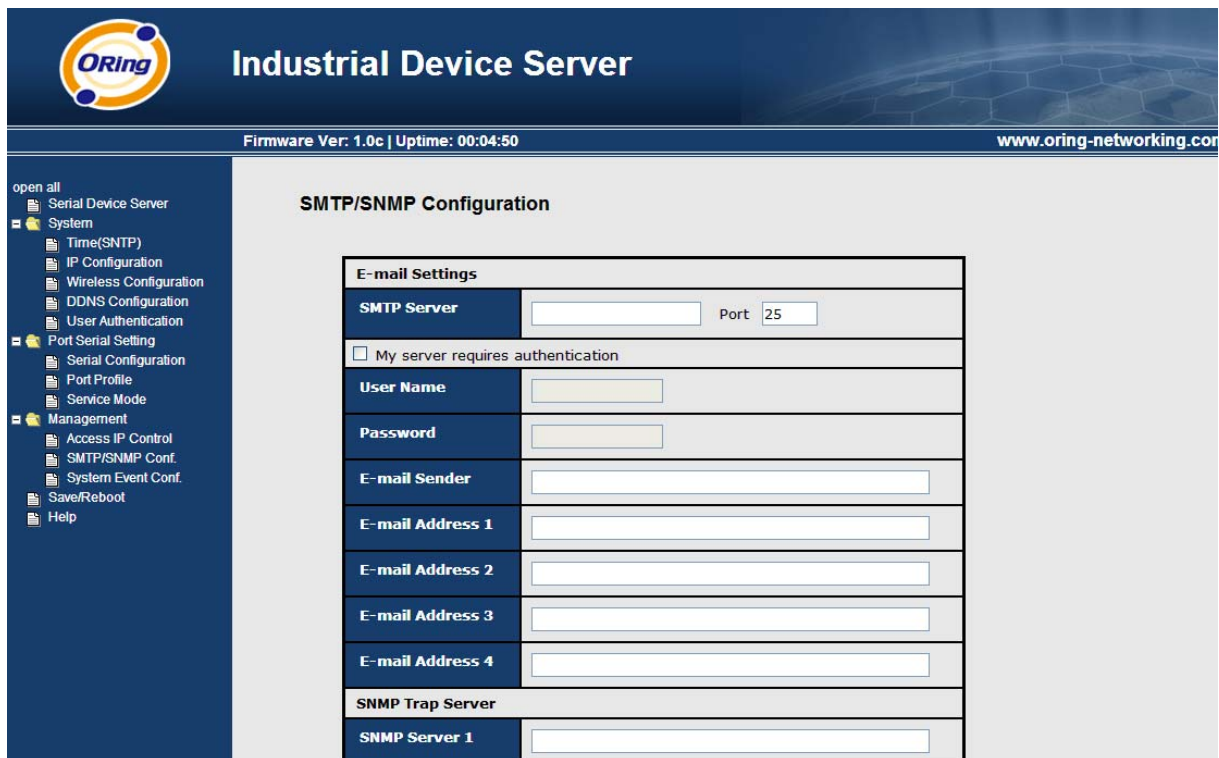 ORing
Industrial Device Server
Firmware Ver: 1.0c | Uptime: 00:04:50
www.oring-networking.com
open all
Serial Device Server
System
Time(SNTP)
IP Configuration
Wireless Configuration
DDNS Configuration
User Authentication
Port Serial Setting
Serial Configuration
Port Profile
Service Mode
Management
Access IP Control
SMTP/SNMP Conf.
System Event Conf.
Save/Reboot
Help
SMTP/SNMP Configuration
E-mail Settings
SMTP Server Port 25
My server requires authentication
User Name
Password
E-mail Sender
E-mail Address 1
E-mail Address 2
E-mail Address 3
E-mail Address 4
SNMP Trap Server
SNMP Server 1